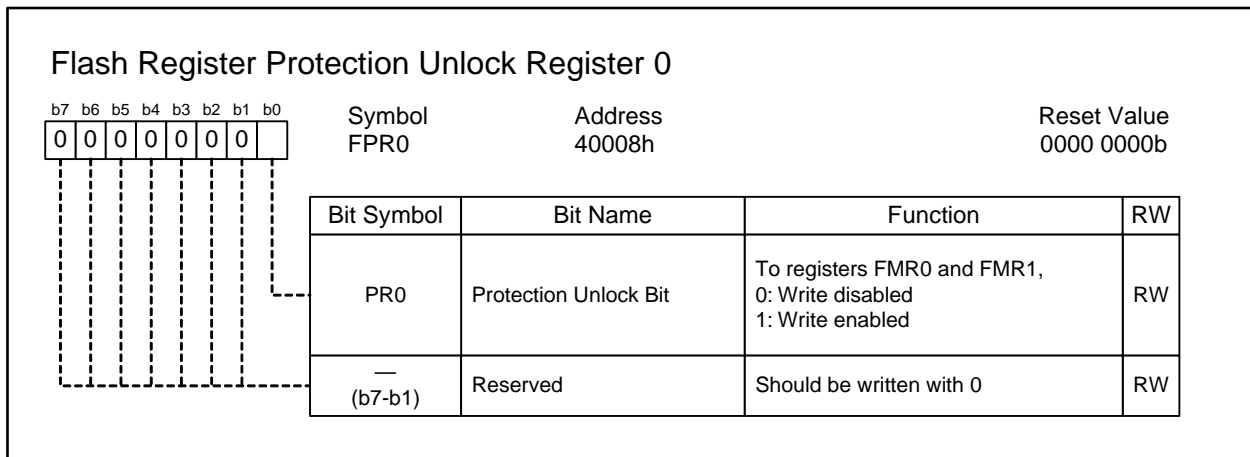 Flash Register Protection Unlock Register 0
b7 b6 b5 b4 b3 b2 b1 b0
0 0 0 0 0 0 0
Symbol Address Reset Value
FPR0 40008h 0000 0000b
Bit Symbol Bit Name Function RW
PR0 Protection Unlock Bit To registers FMR0 and FMR1, RW
0: Write disabled
1: Write enabled
—
(b7-b1) Reserved Should be written with 0 RW